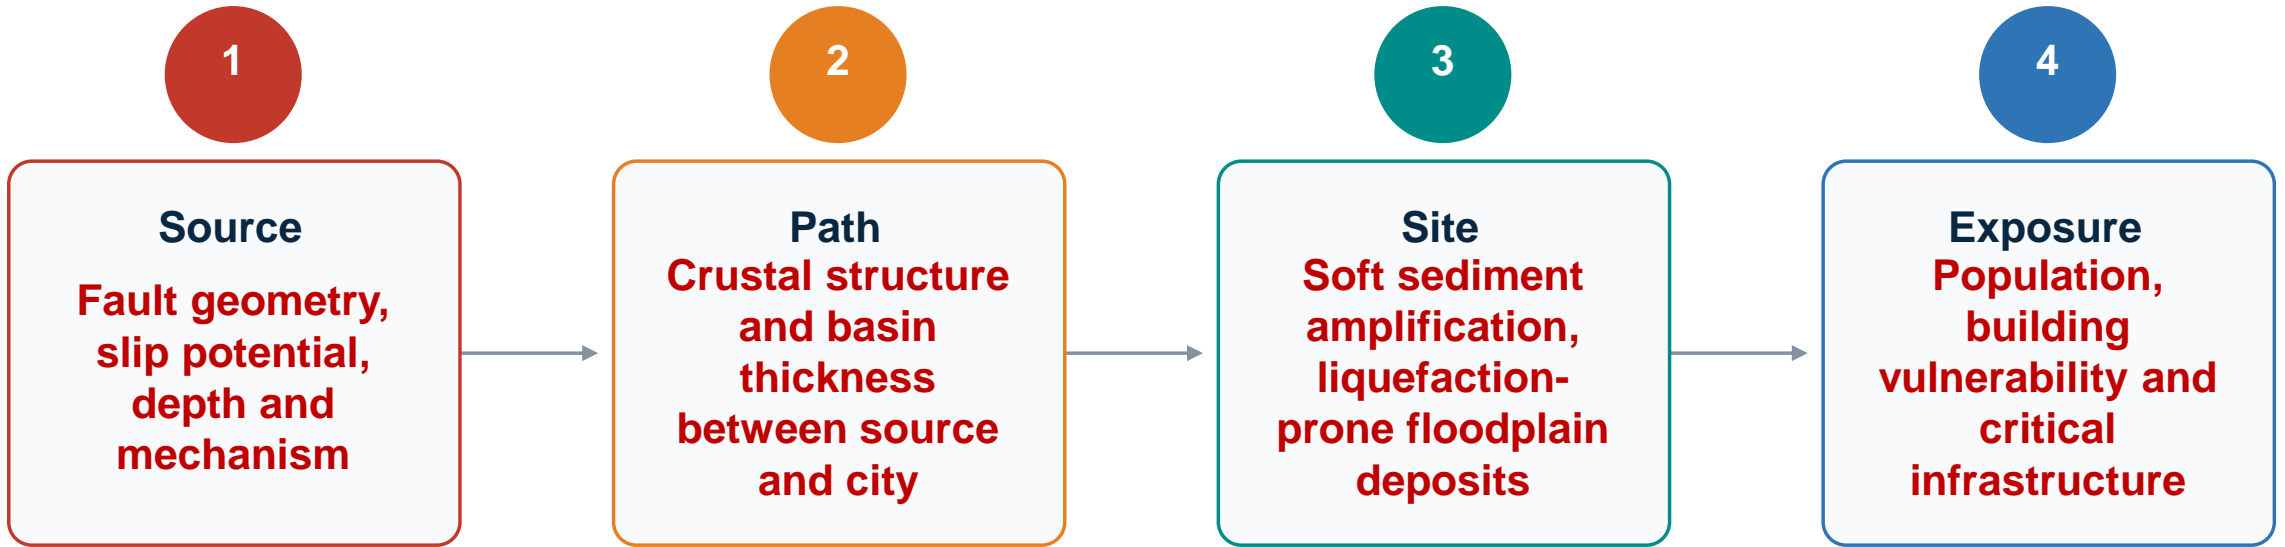 1
2
3
4
Source
Fault geometry,
slip potential,
depth and
mechanism
Path
Crustal structure
and basin
thickness
between source
and city
Site
Soft sediment
amplification,
liquefaction-
prone floodplain
deposits
Exposure
Population,
building
vulnerability and
critical
infrastructure